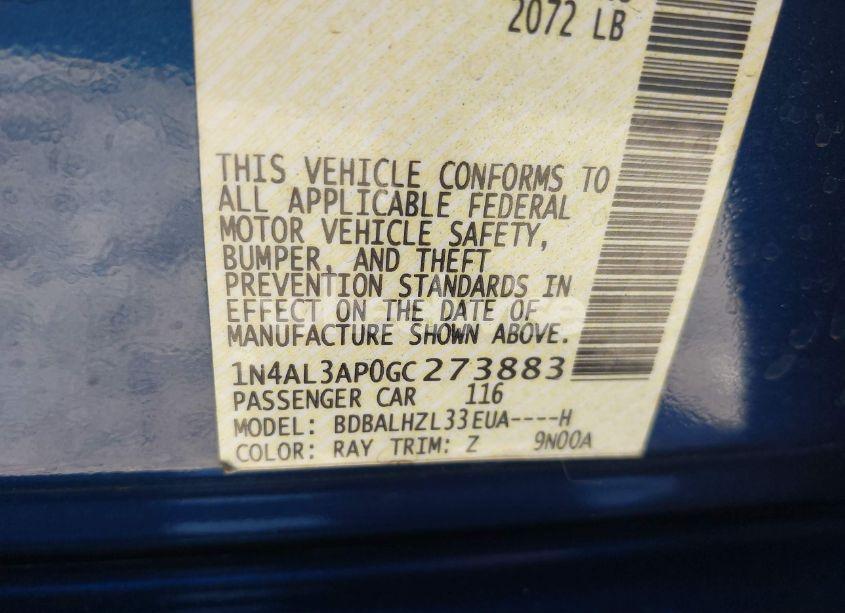 2072 LB
THIS VEHICLE CONFORMS TO
ALL APPLICABLE FEDERAL
MOTOR VEHICLE SAFETY,
BUMPER, AND THEFT
PREVENTION STANDARDS IN
EFFECT ON THE DATE OF
MANUFACTURE SHOWN ABOVE.
1N4AL3AP0GC273883
PASSENGER CAR 116
MODEL: BDBALHZL33EUA----H
COLOR: RAY TRIM: Z 9N00A